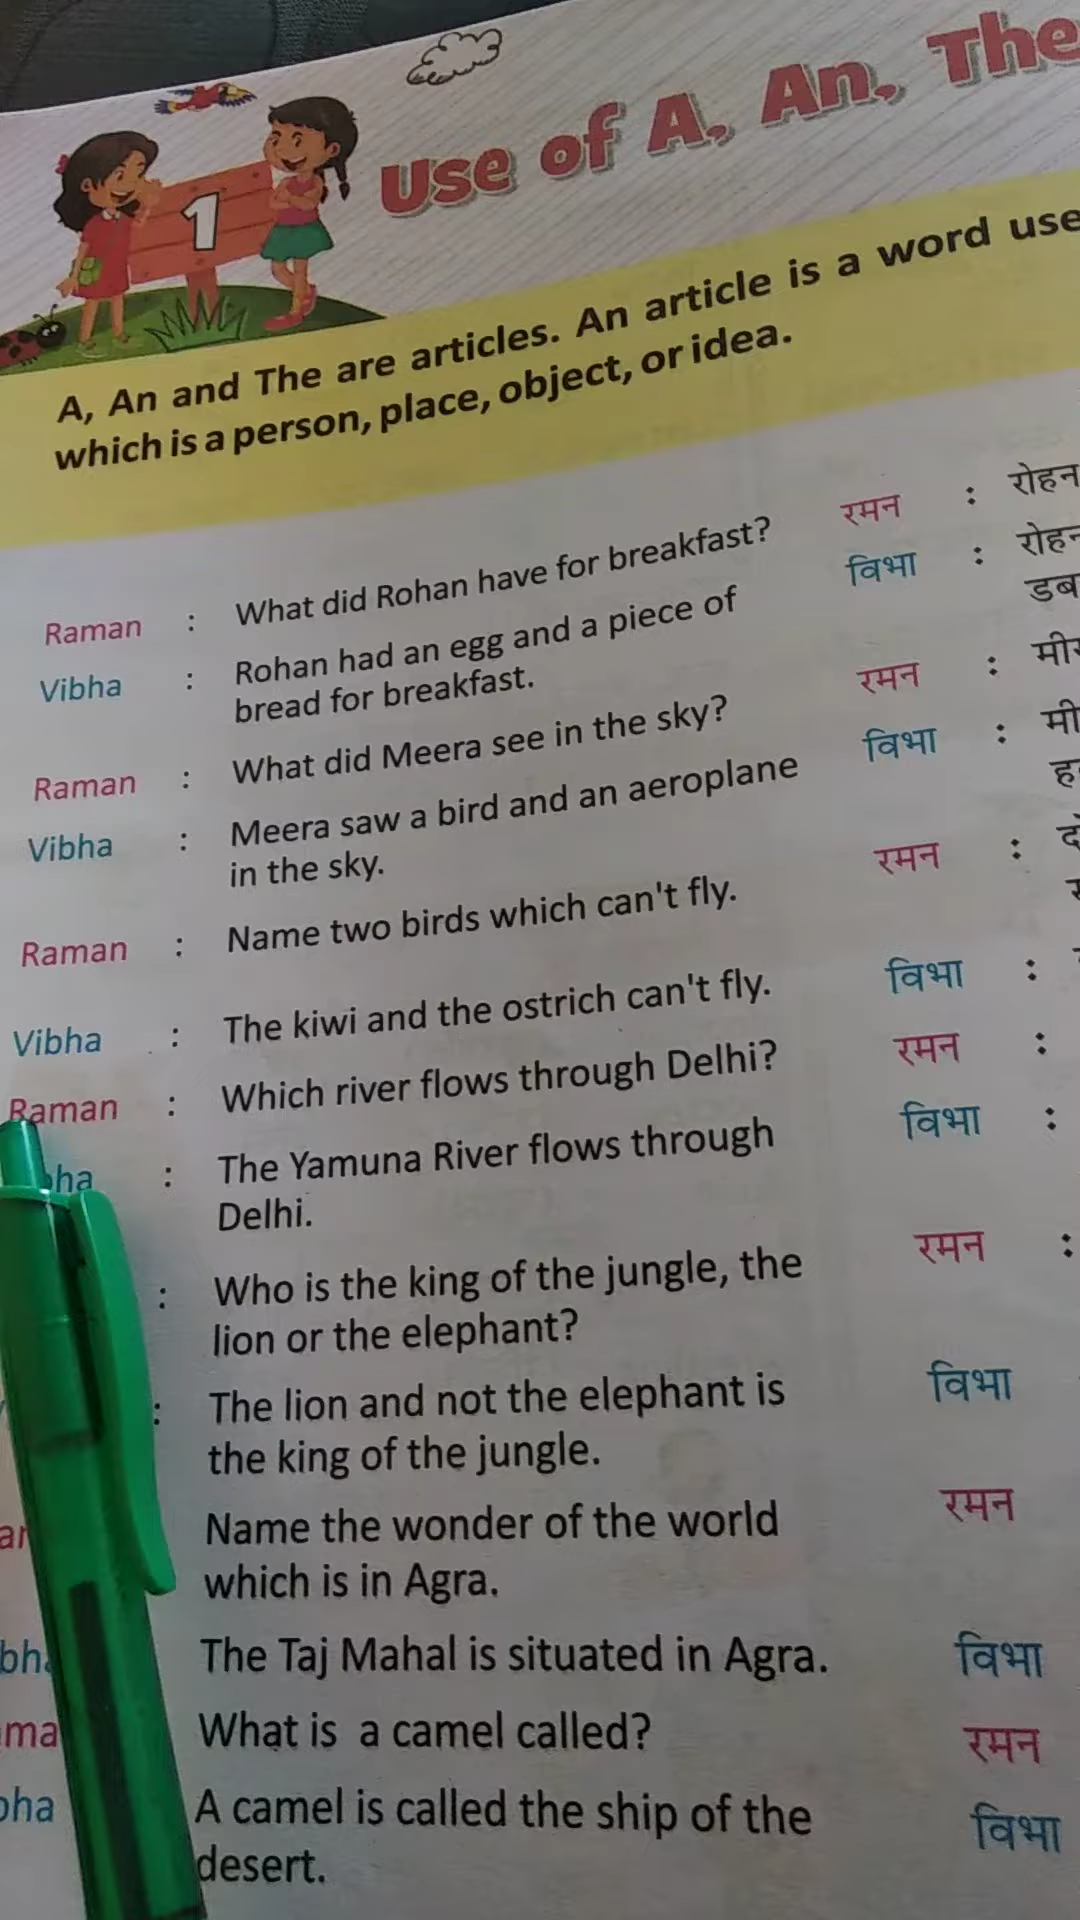 1
Use of A, An, The
A, An and The are articles. An article is a word
which is a person, place, object, or idea.
Raman : What did Rohan have for breakfast?
Vibha : Rohan had an egg and a piece of
bread for breakfast.
Raman : What did Meera see in the sky?
Vibha : Meera saw a bird and an aeroplane
in the sky.
Raman : Name two birds which can't fly.
Vibha : The kiwi and the ostrich can't fly.
Raman : Which river flows through Delhi?
: The Yamuna River flows through
Delhi.
: Who is the king of the jungle, the
lion or the elephant?
: The lion and not the elephant is
the king of the jungle.
Name the wonder of the world
which is in Agra.
The Taj Mahal is situated in Agra.
What is a camel called?
A camel is called the ship of the
desert.
रमन : रोहन
विभा : रोहन
रमन :
विभा :
रमन :
विभा :
रमन :
विभा :
रमन :
विभा
रमन
विभा
रमन
विभा